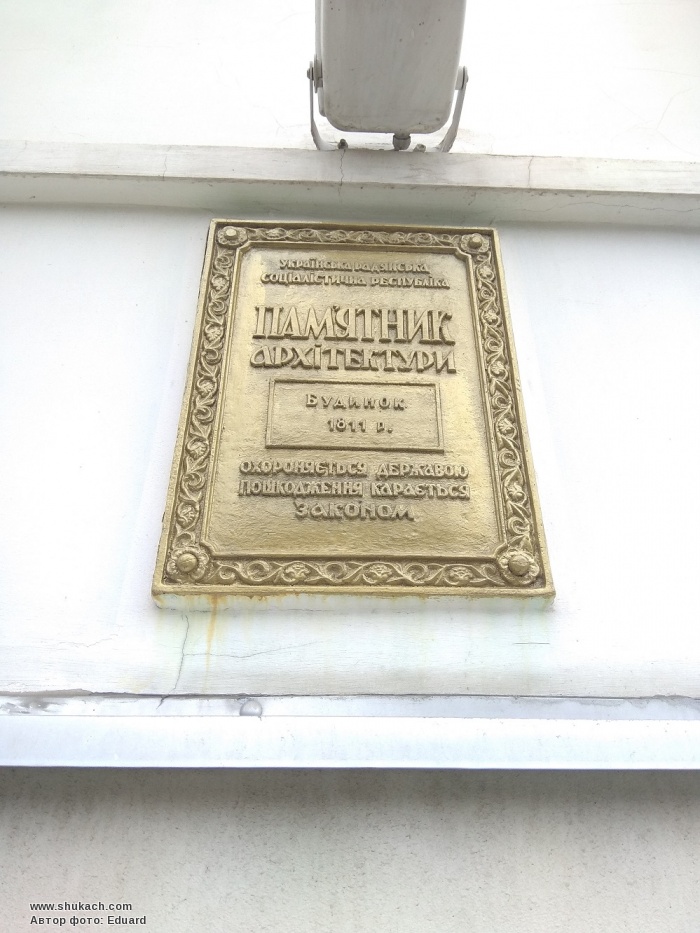 Українська Радянська
Соціалістична Республіка
ПАМ'ЯТНИК
АРХІТЕКТУРИ
Будинок
1811 р.
ОХОРОНЯЄТЬСЯ ДЕРЖАВОЮ
ПОШКОДЖЕННЯ КАРАЄТЬСЯ
ЗАКОНОМ
www.shukach.com
Автор фото: Eduard